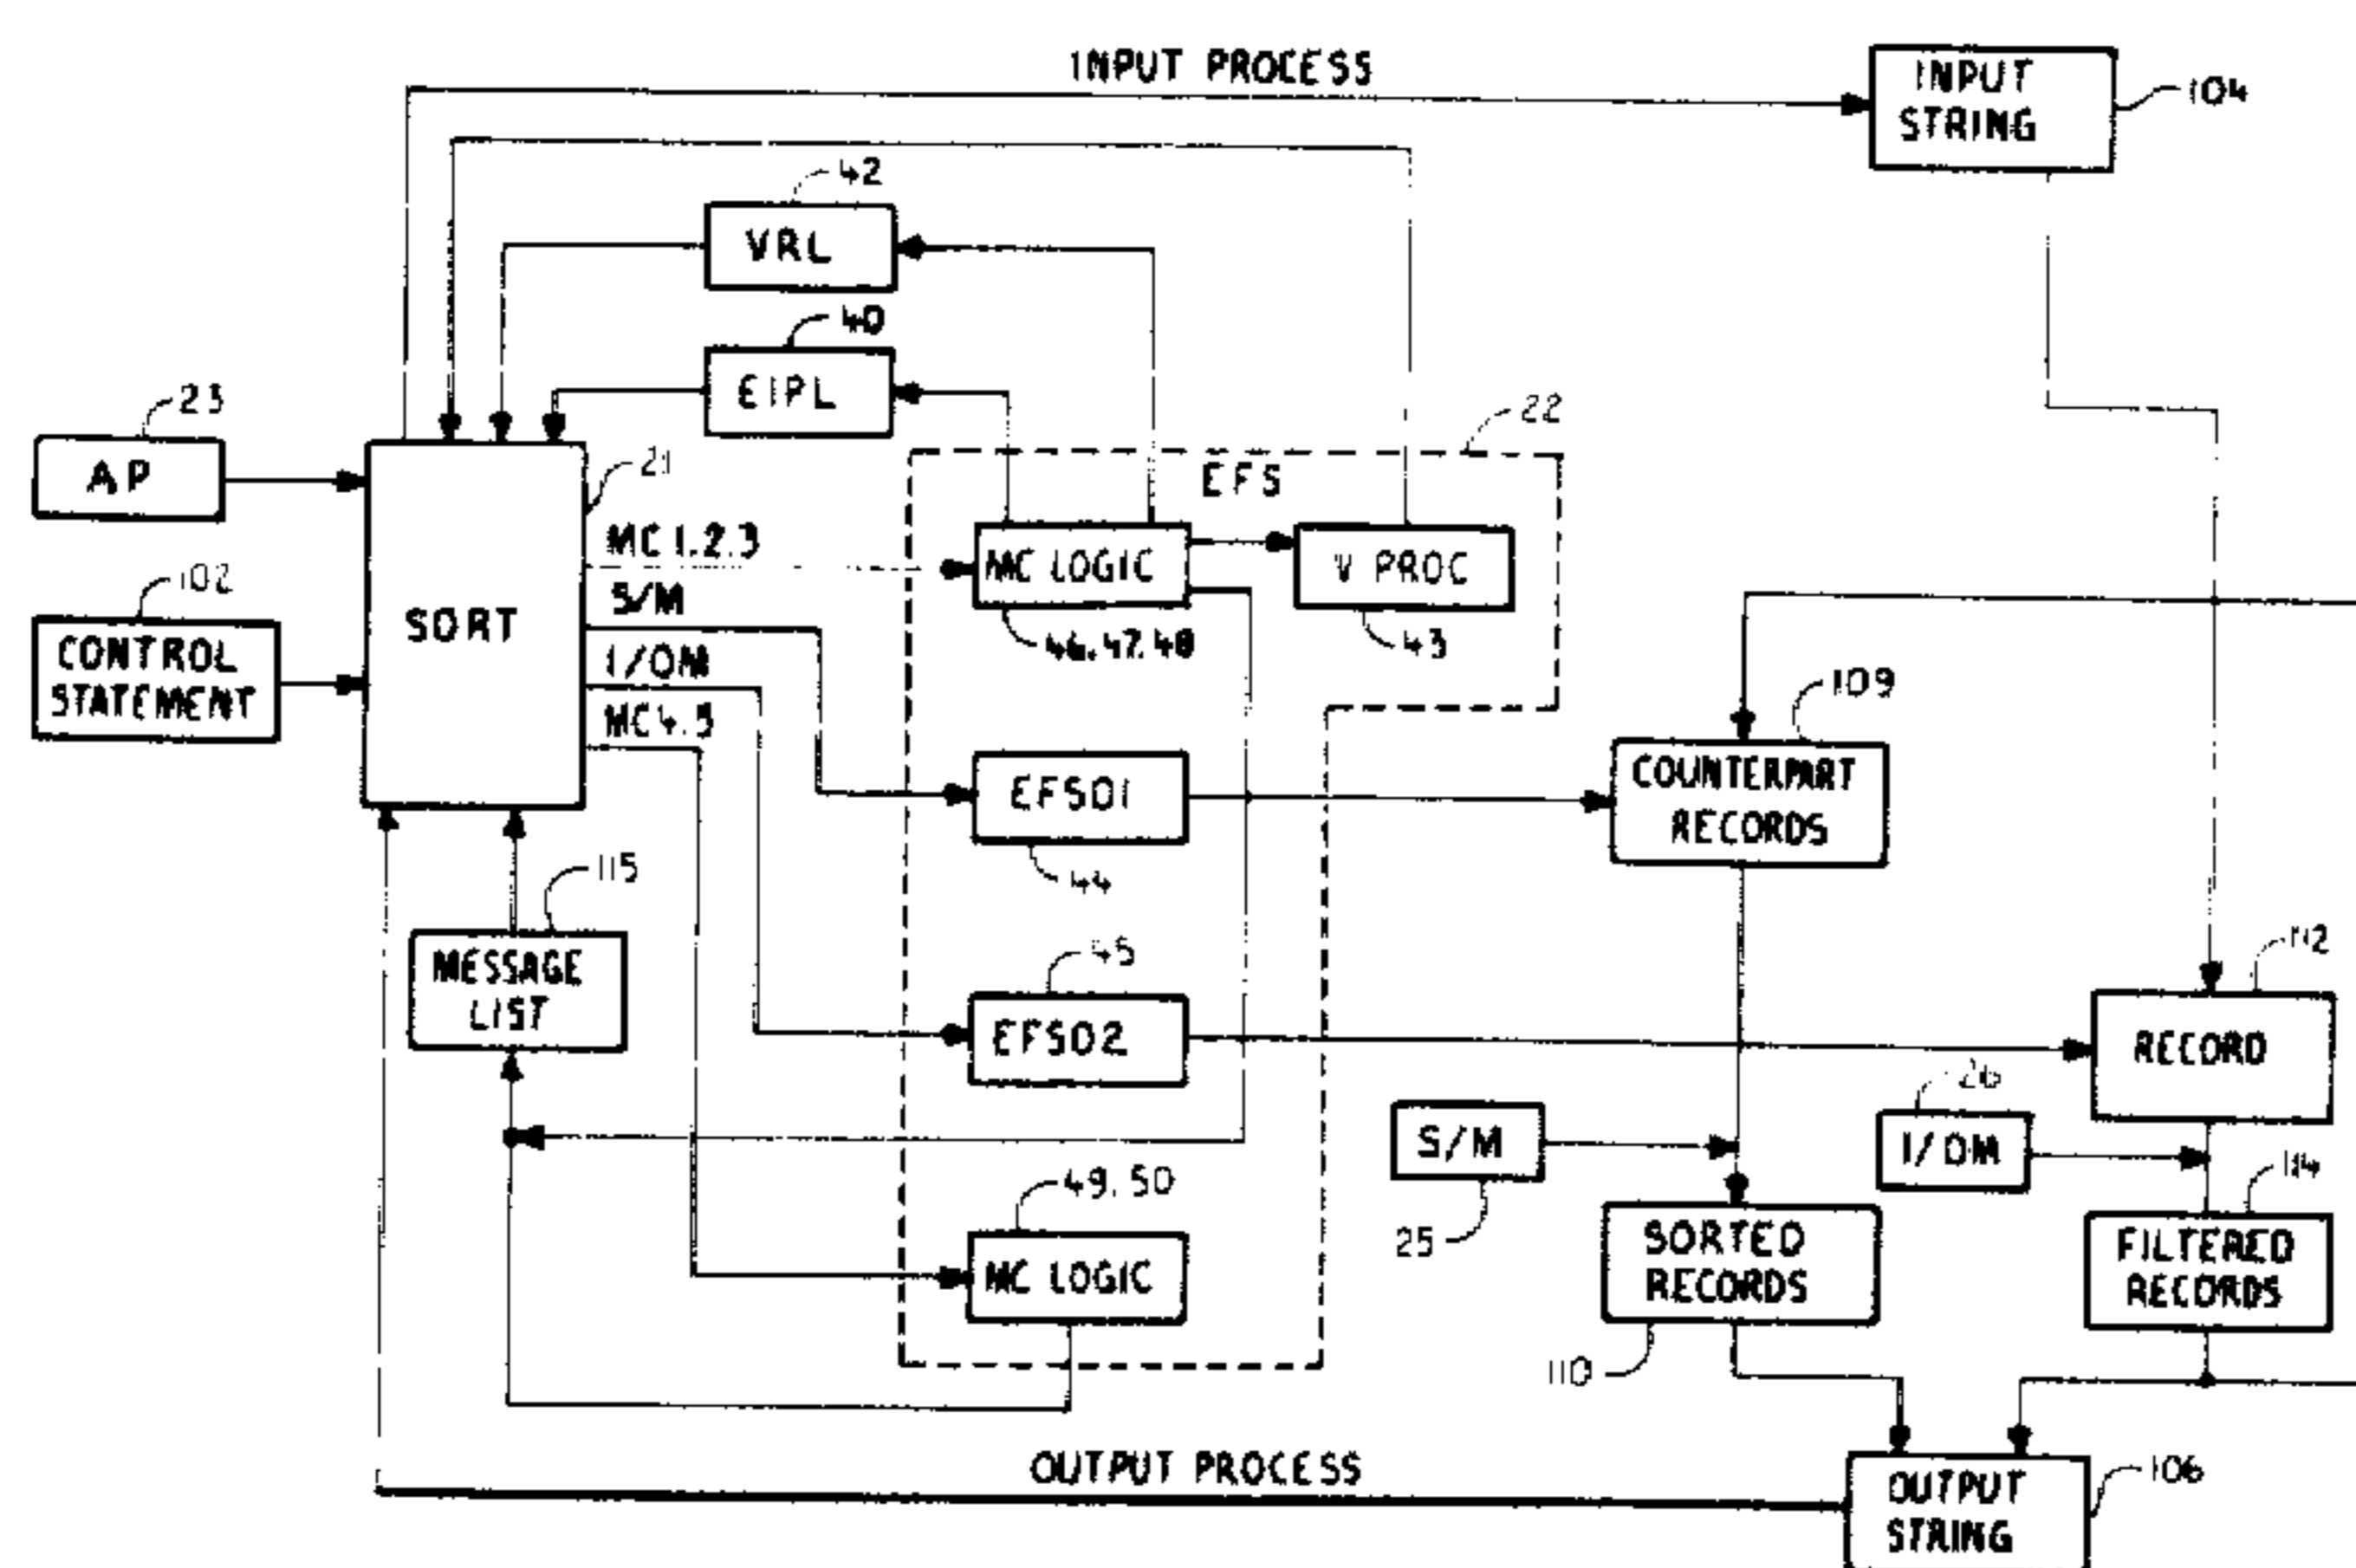 INPUT PROCESS
INPUT
STRING
104
42
VRL
40
EIPL
23
AP
22
EFS
21
MC 1.2.3
MC LOGIC
V PROC
46.47.48
43
102
CONTROL
STATEMENT
SORT
S/M
I/OM
MC4.5
109
COUNTERPART
RECORDS
EFS01
44
115
MESSAGE
LIST
45
EFS02
112
RECORD
26
I/OM
S/M
25
114
FILTERED
RECORDS
49.50
MC LOGIC
SORTED
RECORDS
110
OUTPUT PROCESS
OUTPUT
STRING
106